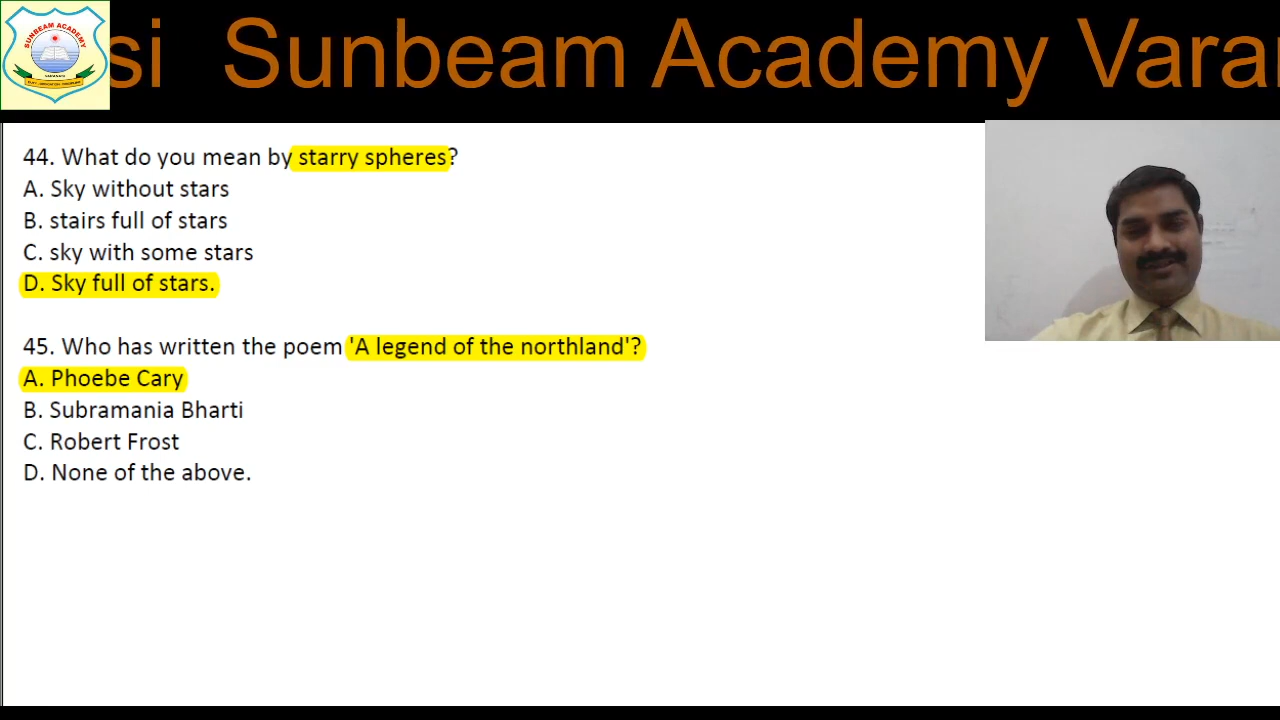 SUNBEAM ACADEMY
si Sunbeam Academy Vara
44. What do you mean by starry spheres?
A. Sky without stars
B. stairs full of stars
C. sky with some stars
D. Sky full of stars.
45. Who has written the poem 'A legend of the northland'?
A. Phoebe Cary
B. Subramania Bharti
C. Robert Frost
D. None of the above.